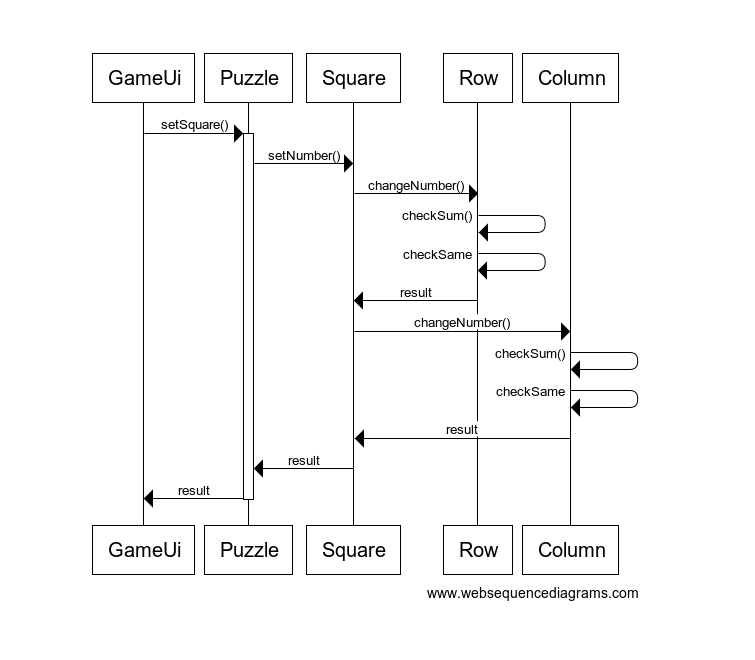 GameUi Puzzle Square Row Column
setSquare()
setNumber()
changeNumber()
checkSum()
checkSame
result
changeNumber()
checkSum()
checkSame
result
result
result
GameUi Puzzle Square Row Column
www.websequencediagrams.com